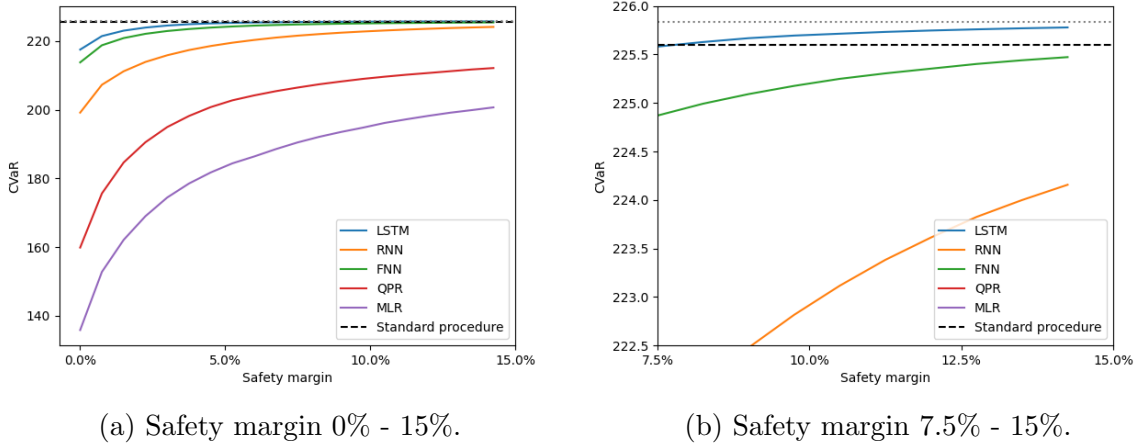 220
200
180
160
140
CVaR
0.0%
5.0%
10.0%
15.0%
Safety margin
LSTM
RNN
FNN
QPR
MLR
Standard procedure
(a) Safety margin 0% - 15%.
226.0
225.5
225.0
224.5
224.0
223.5
223.0
222.5
CVaR
7.5%
10.0%
12.5%
15.0%
Safety margin
LSTM
RNN
FNN
QPR
MLR
Standard procedure
(b) Safety margin 7.5% - 15%.